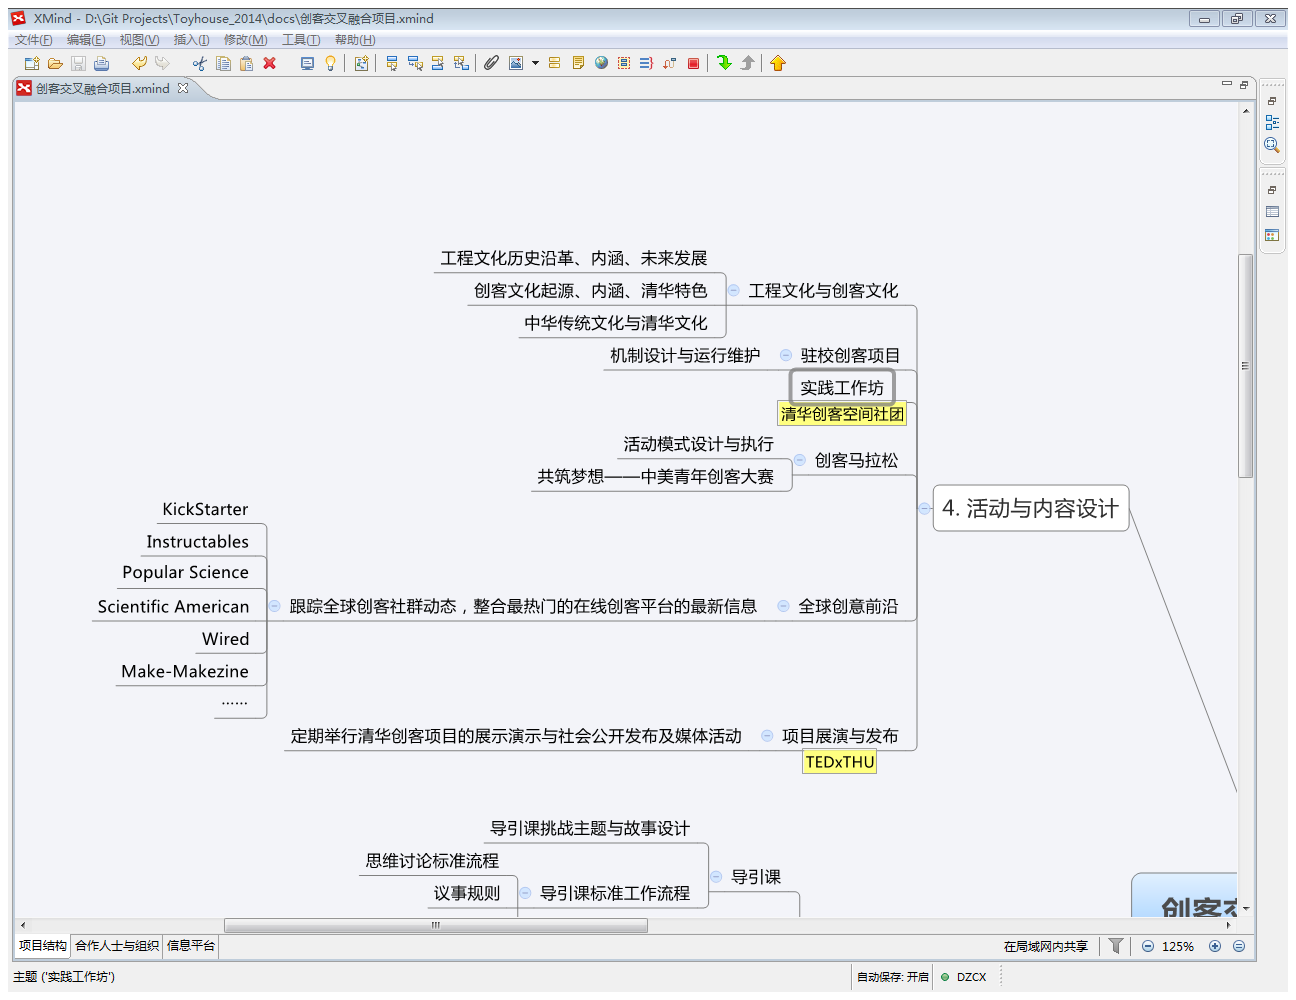 XMind - D:\Git Projects\Toyhouse_2014\docs\创客交叉融合项目.xmind
文件(F) 编辑(E) 视图(V) 插入(I) 修改(M) 工具(T) 帮助(H)
创客交叉融合项目.xmind
工程文化历史沿革、内涵、未来发展
创客文化起源、内涵、清华特色
工程文化与创客文化
中华传统文化与清华文化
机制设计与运行维护
驻校创客项目
实践工作坊
清华创客空间社团
活动模式设计与执行
创客马拉松
共筑梦想——中美青年创客大赛
4. 活动与内容设计
KickStarter
Instructables
Popular Science
Scientific American
跟踪全球创客社群动态，整合最热门的在线创客平台的最新信息
全球创意前沿
Wired
Make-Makezine
······
定期举行清华创客项目的展示演示与社会公开发布及媒体活动
项目展演与发布
TEDxTHU
导引课挑战主题与故事设计
思维讨论标准流程
导引课
议事规则
导引课标准工作流程
创客交
项目结构 合作人士与组织 信息平台
在局域网内共享
125%
主题 ('实践工作坊')
自动保存: 开启
DZCX